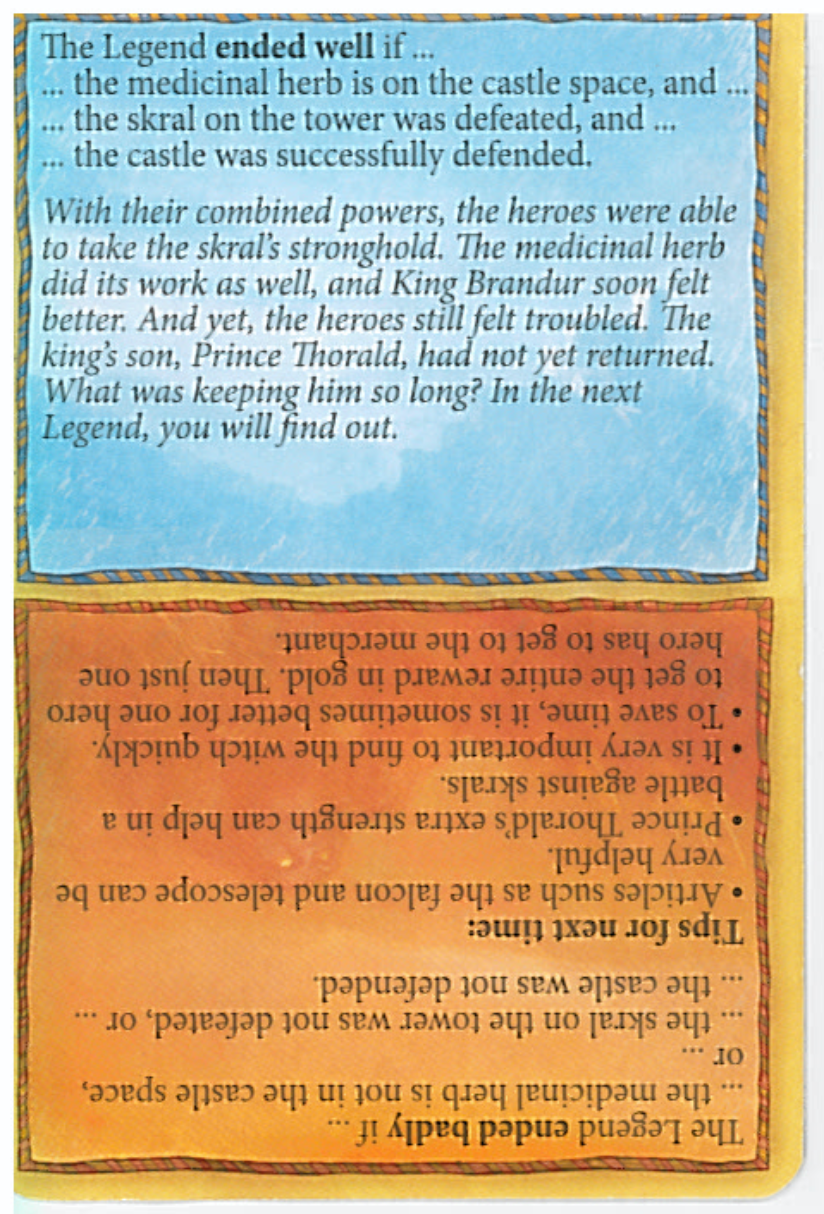 The Legend ended well if ...
... the medicinal herb is on the castle space, and ...
... the skral on the tower was defeated, and ...
... the castle was successfully defended.
With their combined powers, the heroes were able
to take the skral's stronghold. The medicinal herb
did its work as well, and King Brandur soon felt
better. And yet, the heroes still felt troubled. The
king's son, Prince Thorald, had not yet returned.
What was keeping him so long? In the next
Legend, you will find out.
The Legend ended badly if ...
... the medicinal herb is not in the castle space,
or ...
... the skral on the tower was not defeated, or ...
... the castle was not defended.
Tips for next time:
• Articles such as the falcon and telescope can be
very helpful.
• Prince Thorald's extra strength can help in a
battle against skrals.
• It is very important to find the witch quickly.
• To save time, it is sometimes better for one hero
to get the entire reward in gold. Then just one
hero has to get to the merchant.